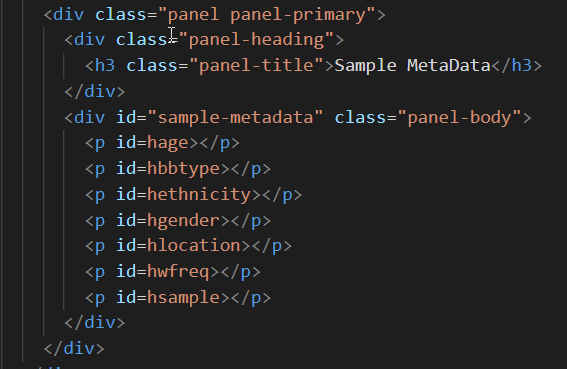 <div class="panel panel-primary">
<div class="panel-heading">
<h3 class="panel-title">Sample MetaData</h3>
</div>
<div id="sample-metadata" class="panel-body">
<p id=hage></p>
<p id=hbbtype></p>
<p id=hethnicity></p>
<p id=hgender></p>
<p id=hlocation></p>
<p id=hwfreq></p>
<p id=hsample></p>
</div>
</div>